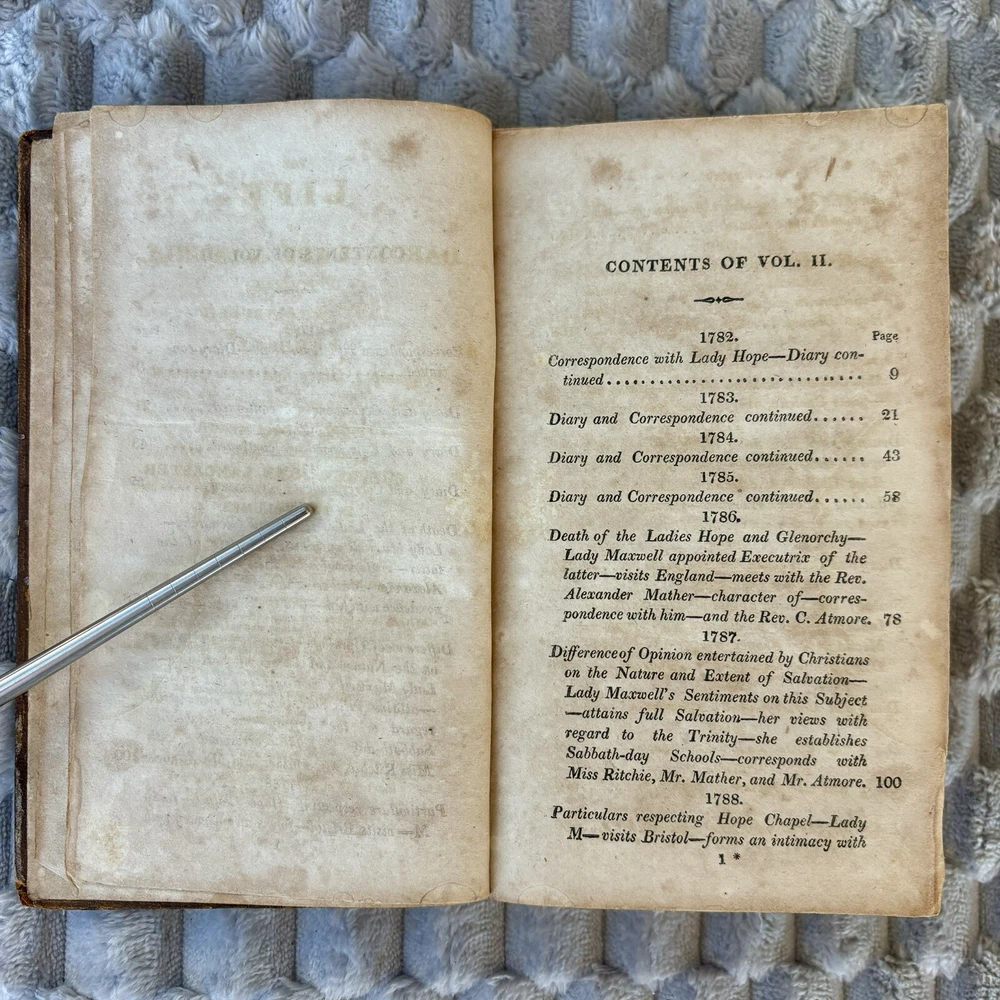 CONTENTS OF VOL. II.
1782. Page
Correspondence with Lady Hope—Diary con-
tinued.............................. 9
1783.
Diary and Correspondence continued...... 21
1784.
Diary and Correspondence continued...... 43
1785.
Diary and Correspondence continued...... 58
1786.
Death of the Ladies Hope and Glenorchy—
Lady Maxwell appointed Executrix of the
latter—visits England—meets with the Rev.
Alexander Mather—character of—corres-
pondence with him—and the Rev. C. Atmore. 78
1787.
Difference of Opinion entertained by Christians
on the Nature and Extent of Salvation—
Lady Maxwell's Sentiments on this Subject
—attains full Salvation—her views with
regard to the Trinity—she establishes
Sabbath-day Schools—corresponds with
Miss Ritchie, Mr. Mather, and Mr. Atmore. 100
1788.
Particulars respecting Hope Chapel—Lady
M—visits Bristol—forms an intimacy with
1 *